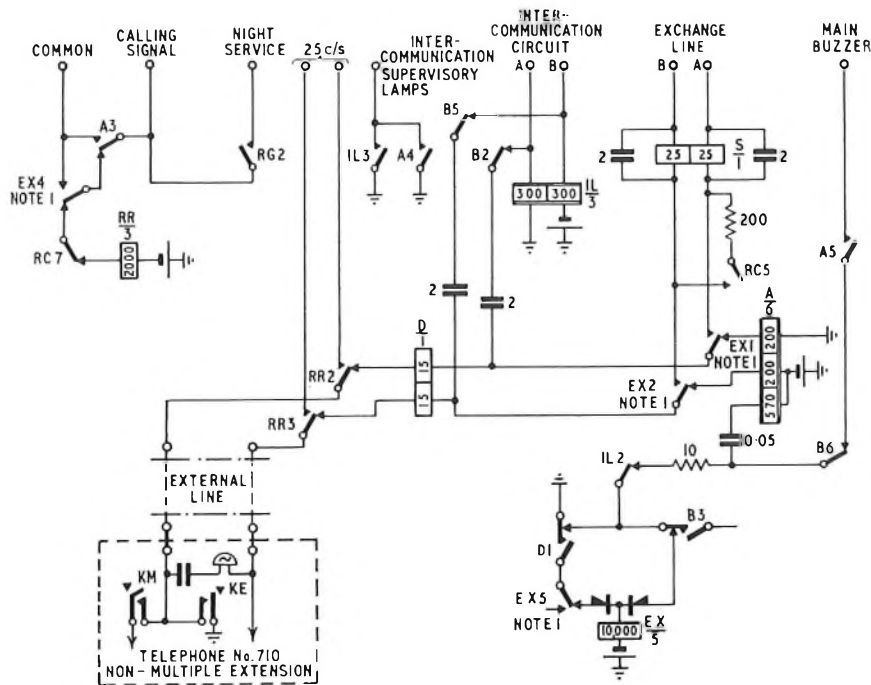 COMMON
CALLING
SIGNAL
NIGHT
SERVICE
25 c/s
INTER-
COMMUNICATION
SUPERVISORY
LAMPS
INTER-
COMMUNICATION
CIRCUIT
A B
EXCHANGE
LINE
B A
MAIN
BUZZER
A3
RG2
EX4
NOTE 1
RC7
RR
3
2000
IL3
A4
B5
B2
300 300
IL
3
2
25 25
2
S
1
200
RC5
A5
2
2
D
1
15
15
RR2
RR3
EX1
NOTE 1
EX2
NOTE 1
A
6
200
200
570
0·05
B6
IL2
10
B3
D1
EX5
NOTE 1
10,000
EX
5
EXTERNAL
LINE
KM
KE
TELEPHONE No. 710
NON-MULTIPLE EXTENSION